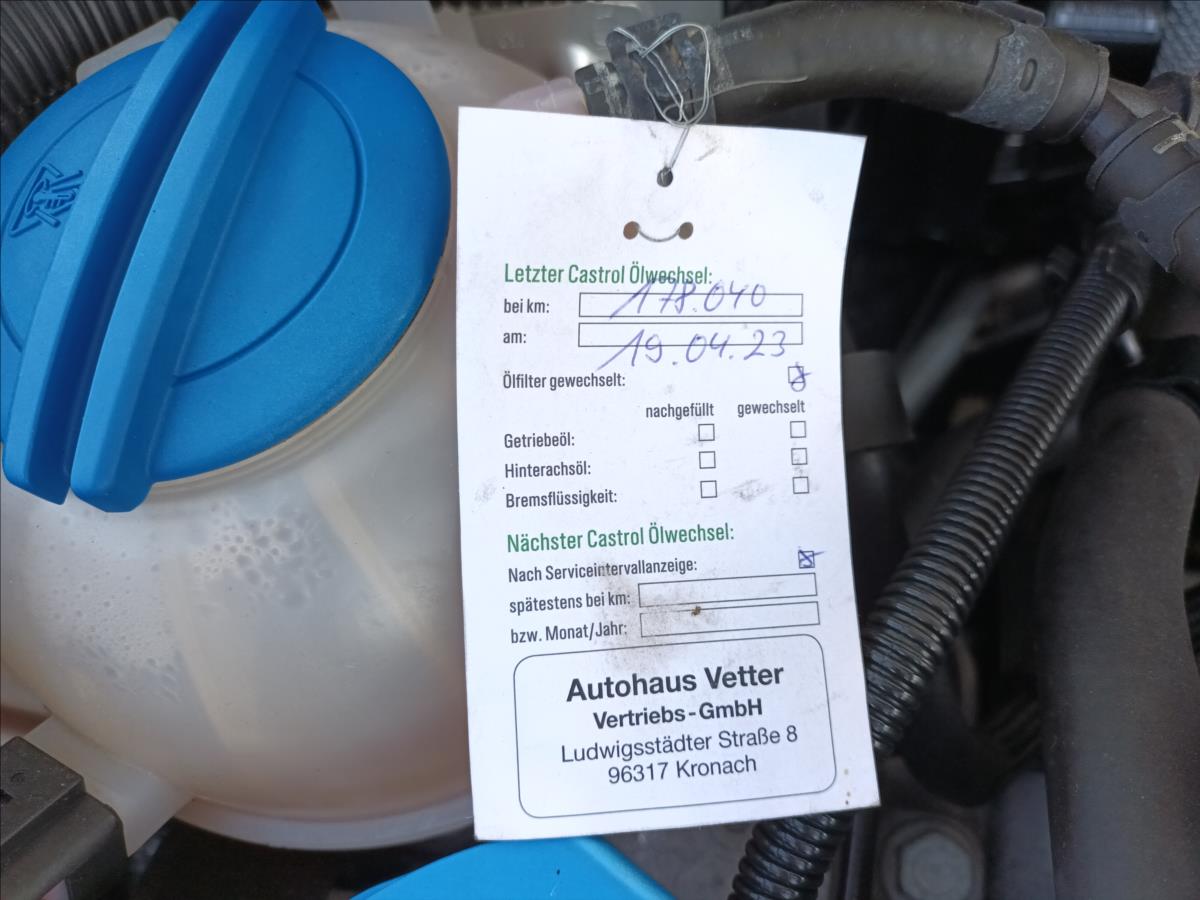 Letzter Castrol Ölwechsel:
bei km: 178.040
am: 19.04.23
Ölfilter gewechselt:
nachgefüllt gewechselt
Getriebeöl:
Hinterachsöl:
Bremsflüssigkeit:
Nächster Castrol Ölwechsel:
Nach Serviceintervallanzeige:
spätestens bei km:
bzw. Monat/Jahr:
Autohaus Vetter
Vertriebs-GmbH
Ludwigsstädter Straße 8
96317 Kronach